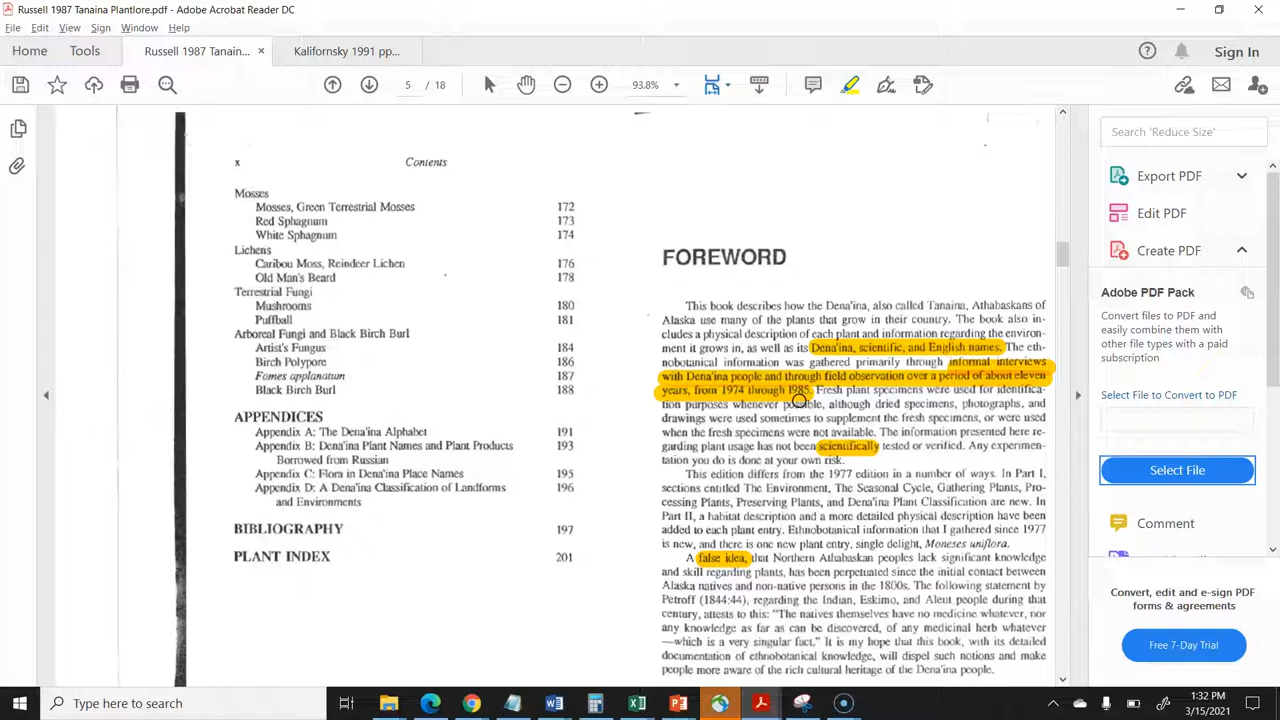 Russell 1987 Tanaina Plantlore.pdf - Adobe Acrobat Reader DC
File Edit View Sign Window Help
Home Tools Russell 1987 Tanain... × Kalifornsky 1991 pp... Sign In
5 / 18 93.8%
x Contents
Mosses
Mosses, Green Terrestrial Mosses 172
Red Sphagnum 173
White Sphagnum 174
Lichens
Caribou Moss, Reindeer Lichen 176
Old Man's Beard 178
Terrestrial Fungi
Mushrooms 180
Puffball 181
Arboreal Fungi and Black Birch Burl
Artist's Fungus 184
Birch Polypore 186
Fomes applanatum 187
Black Birch Burl 188
APPENDICES
Appendix A: The Dena'ina Alphabet 191
Appendix B: Dena'ina Plant Names and Plant Products
Borrowed from Russian 193
Appendix C: Flora in Dena'ina Place Names 195
Appendix D: A Dena'ina Classification of Landforms
and Environments 196
BIBLIOGRAPHY 197
PLANT INDEX 201
FOREWORD
This book describes how the Dena'ina, also called Tanaina, Athabaskans of
Alaska use many of the plants that grow in their country. The book also in-
cludes a physical description of each plant and information regarding the environ-
ment it grows in, as well as its Dena'ina, scientific, and English names. The eth-
nobotanical information was gathered primarily through informal interviews
with Dena'ina people and through field observation over a period of about eleven
years, from 1974 through 1985. Fresh plant specimens were used for identifica-
tion purposes whenever possible, although dried specimens, photographs, and
drawings were used sometimes to supplement the fresh specimens, or were used
when the fresh specimens were not available. The information presented here re-
garding plant usage has not been scientifically tested or verified. Any experimen-
tation you do is done at your own risk.
This edition differs from the 1977 edition in a number of ways. In Part I,
sections entitled The Environment, The Seasonal Cycle, Gathering Plants, Pro-
cessing Plants, Preserving Plants, and Dena'ina Plant Classification are new. In
Part II, a habitat description and a more detailed physical description have been
added to each plant entry. Ethnobotanical information that I gathered since 1977
is new, and there is one new plant entry, single delight, Moneses uniflora.
A false idea, that Northern Athabaskan peoples lack significant knowledge
and skill regarding plants, has been perpetuated since the initial contact between
Alaska natives and non-native persons in the 1800s. The following statement by
Petroff (1844:44), regarding the Indian, Eskimo, and Aleut people during that
century, attests to this: "The natives themselves have no medicine whatever, nor
any knowledge as far as can be discovered, of any medicinal herb whatever
—which is a very singular fact." It is my hope that this book, with its detailed
documentation of ethnobotanical knowledge, will dispel such notions and make
people more aware of the rich cultural heritage of the Dena'ina people.
Search 'Reduce Size'
Export PDF
Edit PDF
Create PDF
Adobe PDF Pack
Convert files to PDF and
easily combine them with
other file types with a paid
subscription
Select File to Convert to PDF
Select File
Comment
Convert, edit and e-sign PDF
forms & agreements
Free 7-Day Trial
Type here to search
1:32 PM
3/15/2021